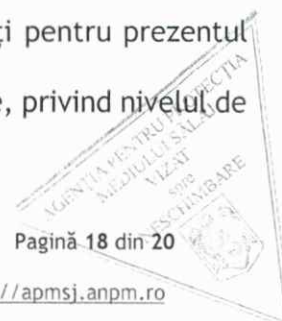 ți pentru prezentul
e, privind nivelul de
AGENȚIA PENTRU PROTECȚIA
MEDIULUI SĂLAJ
VIZAT
spre
NESCHIMBARE
Pagină 18 din 20
//apmsj.anpm.ro